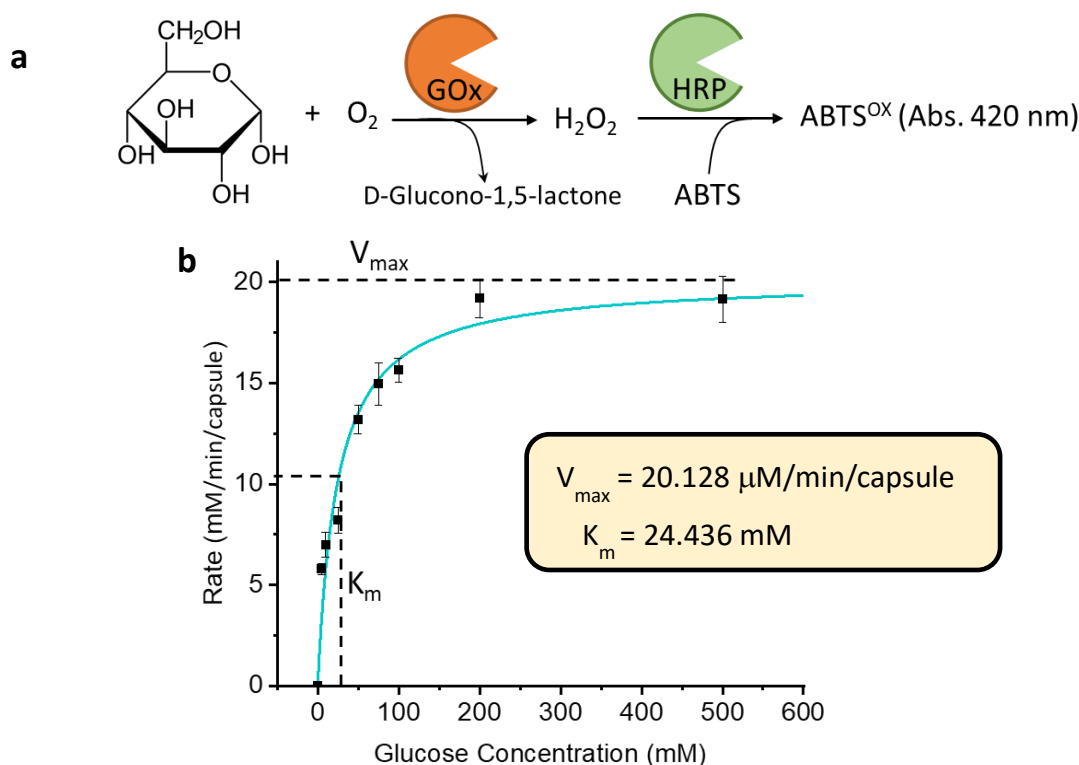 a
CH₂OH
O
OH
OH
OH
OH
OH
+ O₂
GOx
H₂O₂
HRP
ABTSᴼˣ (Abs. 420 nm)
D-Glucono-1,5-lactone
ABTS
b
Vmax
20
15
10
5
0
Rate (mM/min/capsule)
Km
Vmax = 20.128 μM/min/capsule
Km = 24.436 mM
0 100 200 300 400 500 600
Glucose Concentration (mM)